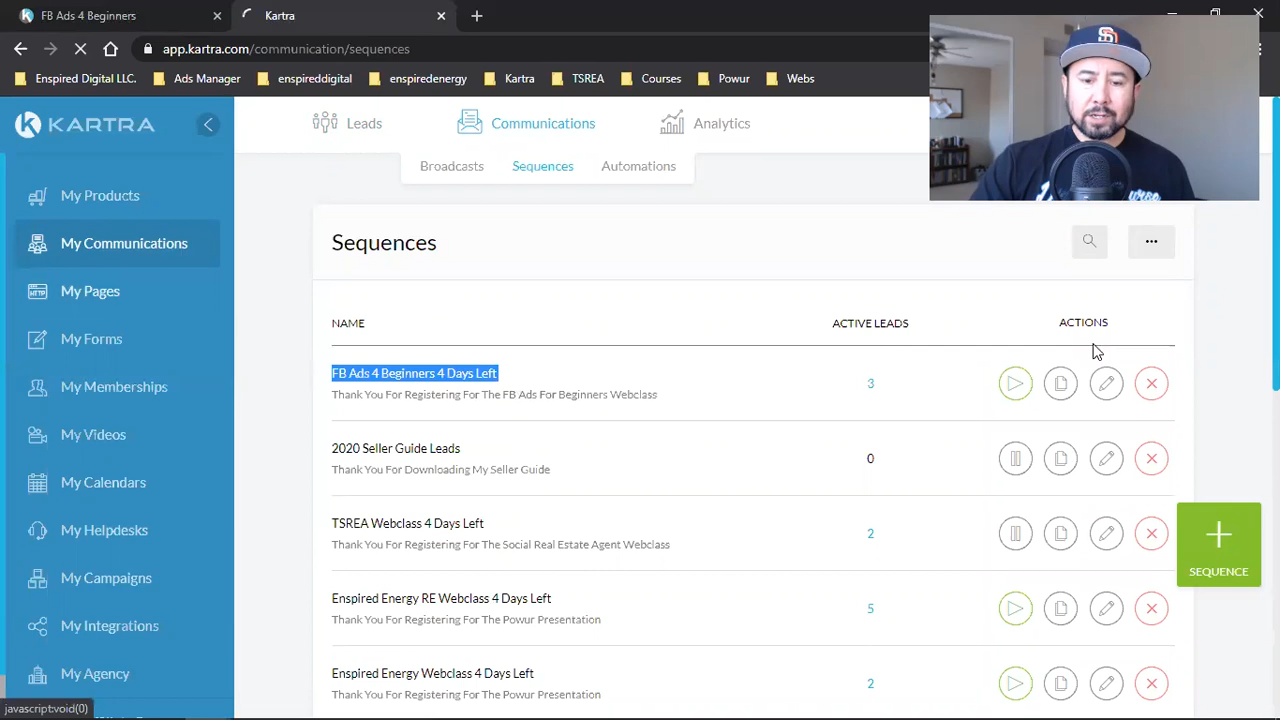 FB Ads 4 Beginners
Kartra
app.kartra.com/communication/sequences
Enspired Digital LLC.
Ads Manager
enspireddigital
enspiredenergy
Kartra
TSREA
Courses
Powur
Webs
KARTRA
Leads
Communications
Analytics
Broadcasts
Sequences
Automations
My Products
My Communications
My Pages
My Forms
My Memberships
My Videos
My Calendars
My Helpdesks
My Campaigns
My Integrations
My Agency
Sequences
NAME
ACTIVE LEADS
ACTIONS
FB Ads 4 Beginners 4 Days Left
3
Thank You For Registering For The FB Ads For Beginners Webclass
2020 Seller Guide Leads
0
Thank You For Downloading My Seller Guide
TSREA Webclass 4 Days Left
2
Thank You For Registering For The Social Real Estate Agent Webclass
Enspired Energy RE Webclass 4 Days Left
5
Thank You For Registering For The Powur Presentation
Enspired Energy Webclass 4 Days Left
2
Thank You For Registering For The Powur Presentation
SEQUENCE
javascript:void(0)